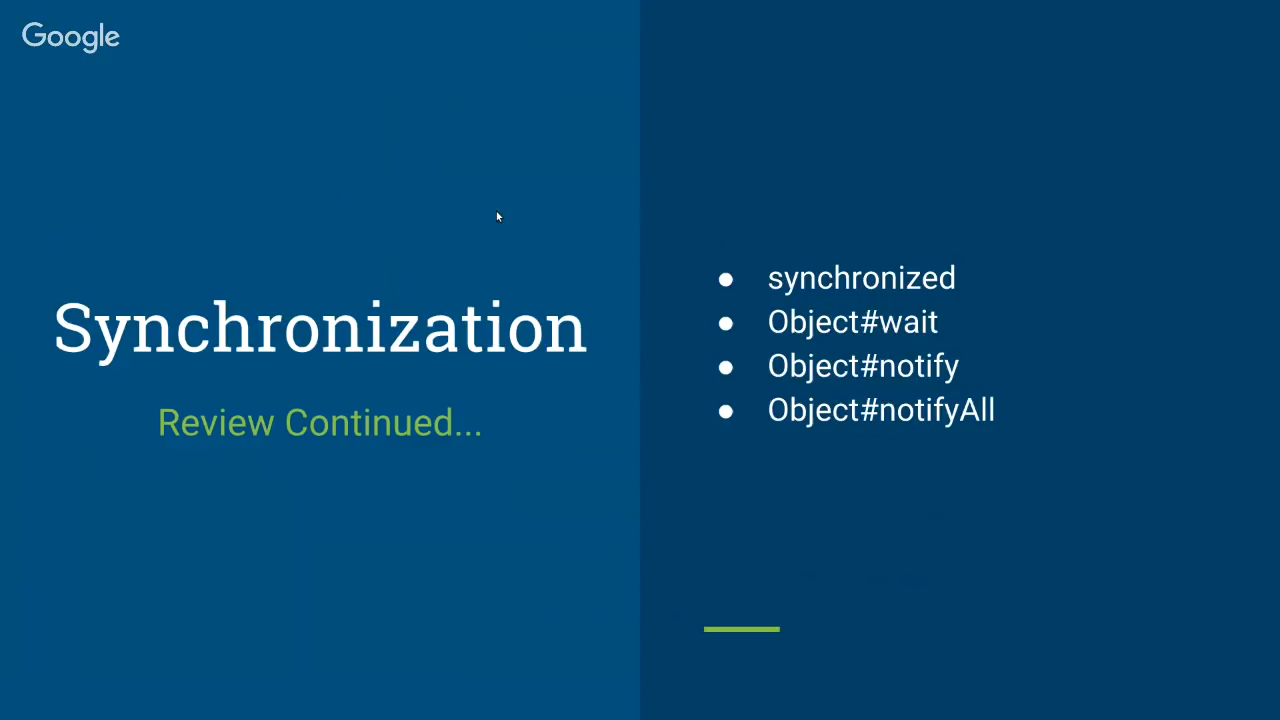 Google
Synchronization
Review Continued...
● synchronized
● Object#wait
● Object#notify
● Object#notifyAll